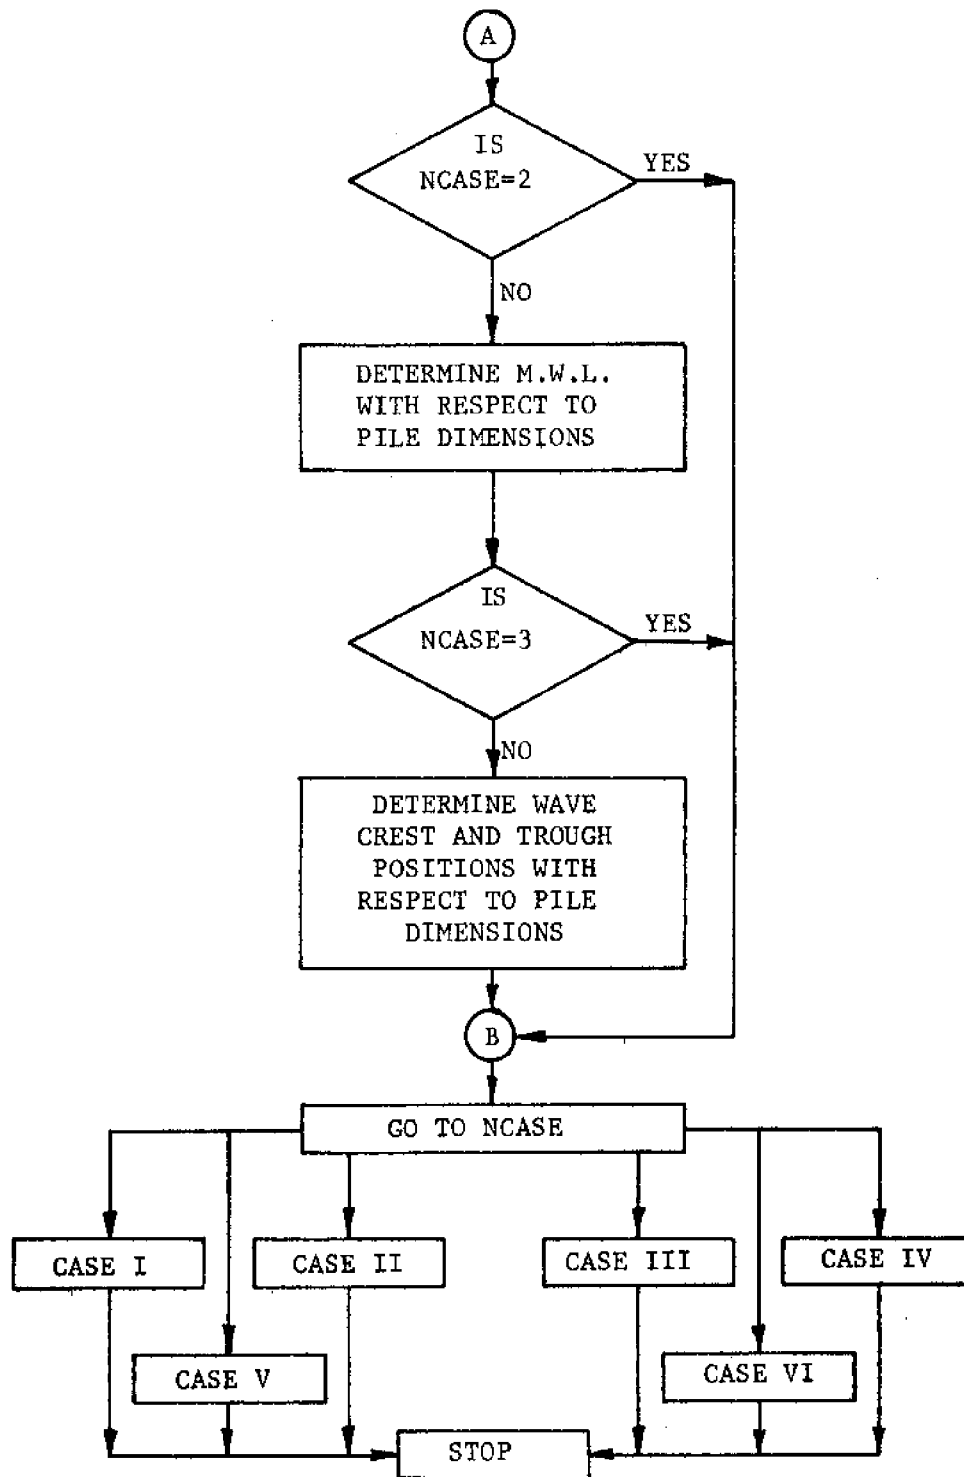 A
IS
NCASE=2
YES
NO
DETERMINE M.W.L.
WITH RESPECT TO
PILE DIMENSIONS
IS
NCASE=3
YES
NO
DETERMINE WAVE
CREST AND TROUGH
POSITIONS WITH
RESPECT TO PILE
DIMENSIONS
B
GO TO NCASE
CASE I
CASE II
CASE III
CASE IV
CASE V
CASE VI
STOP